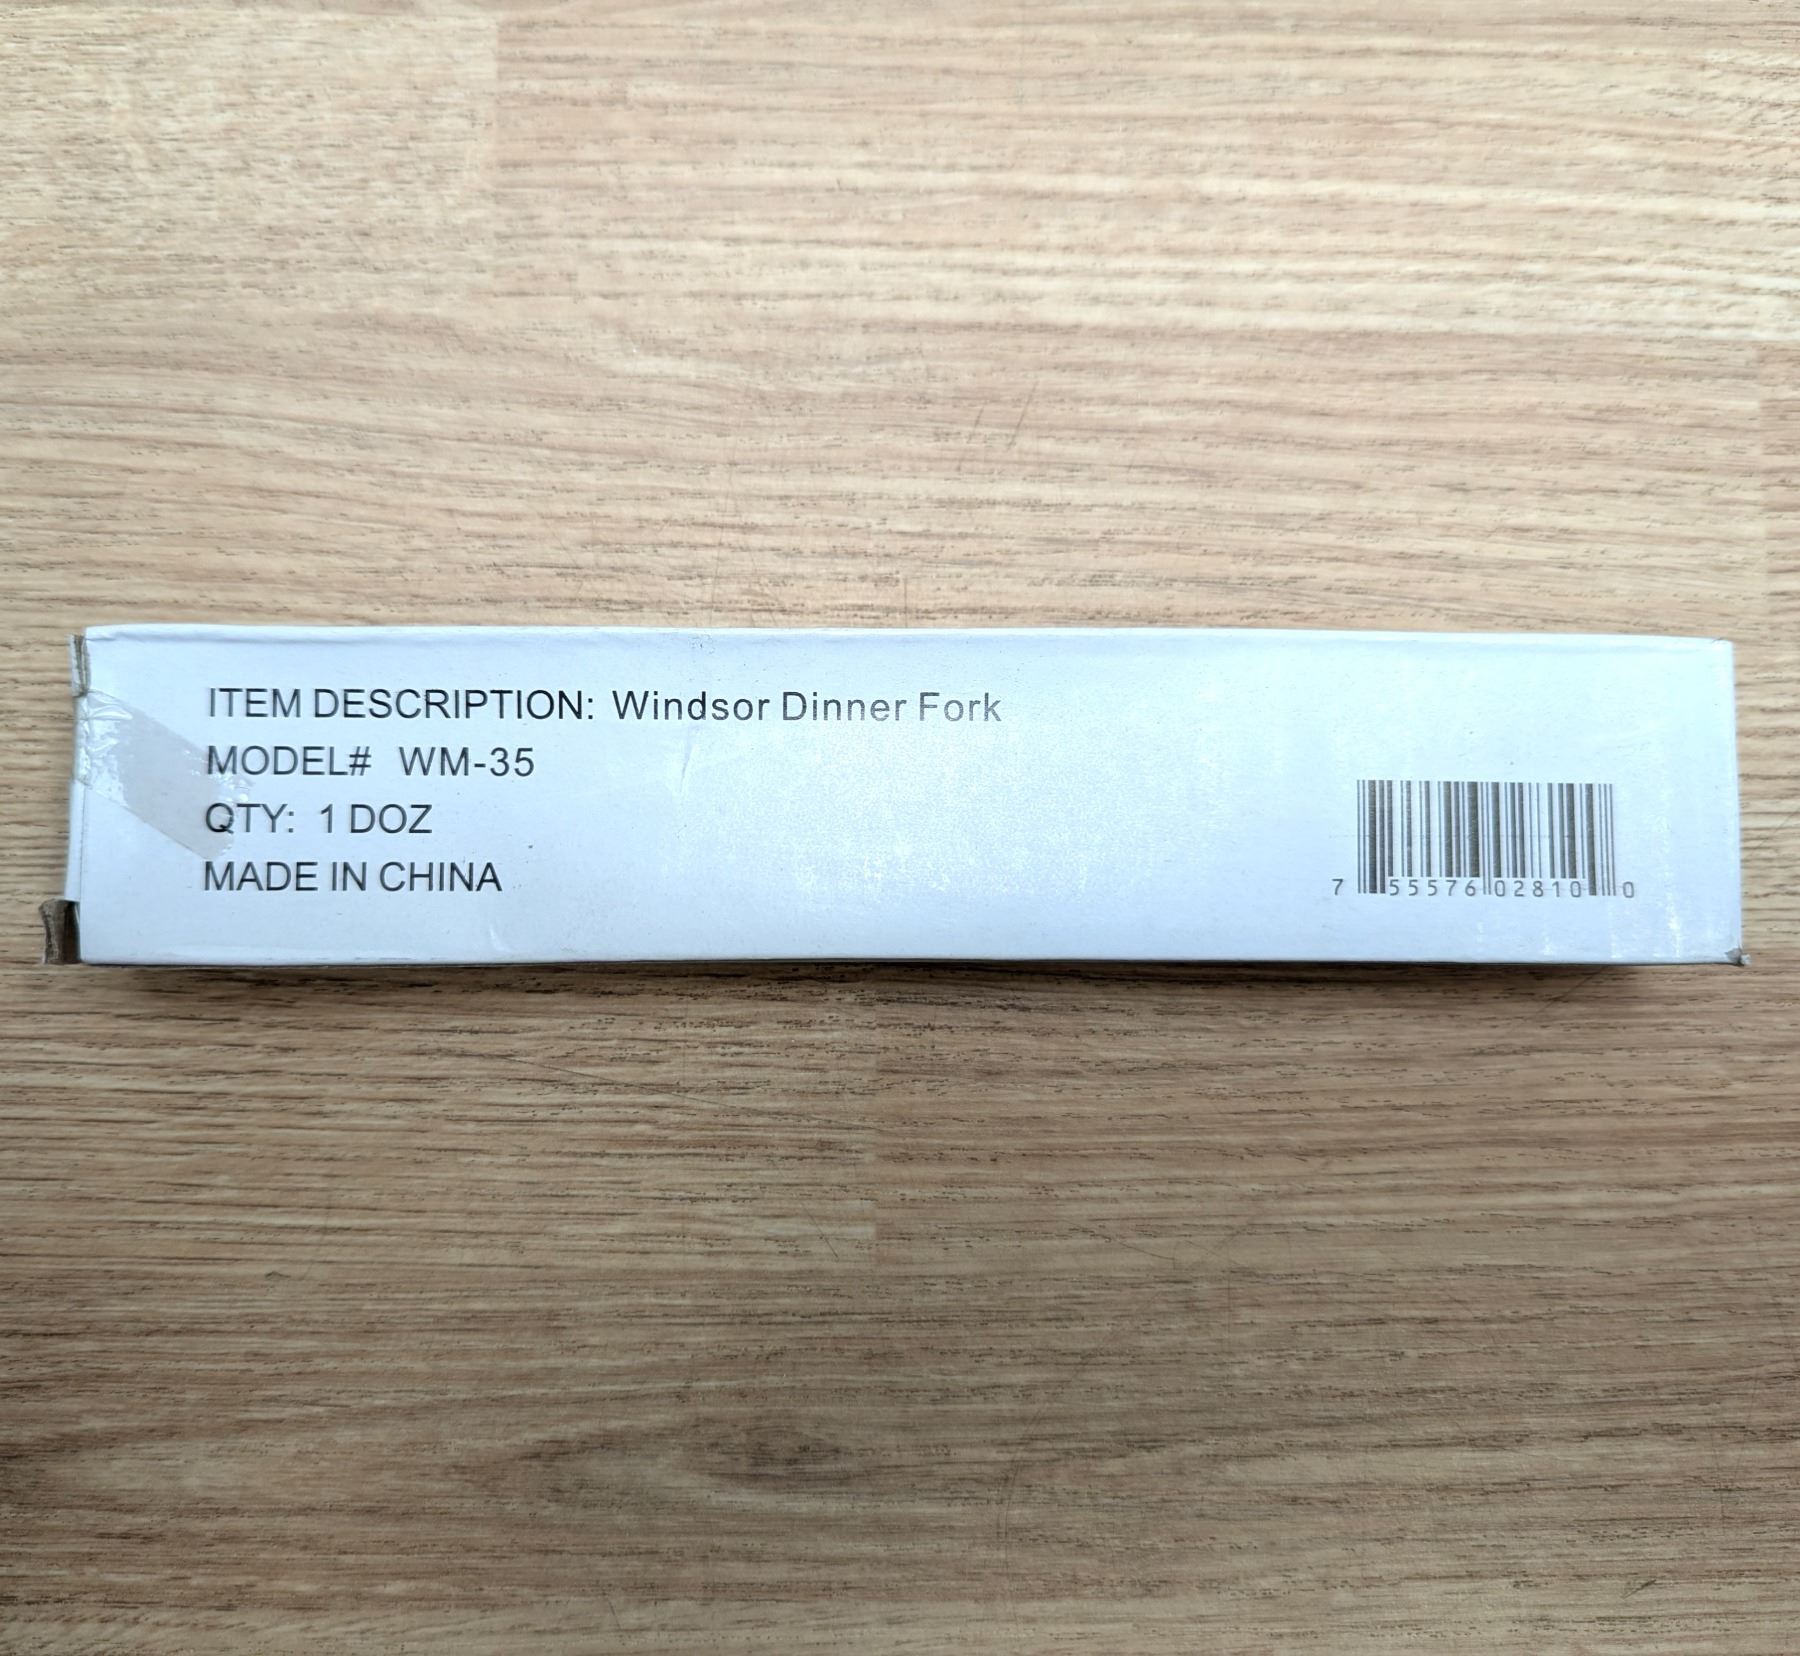 ITEM DESCRIPTION: Windsor Dinner Fork
MODEL# WM-35
QTY: 1 DOZ
MADE IN CHINA
7 55576 02810 0